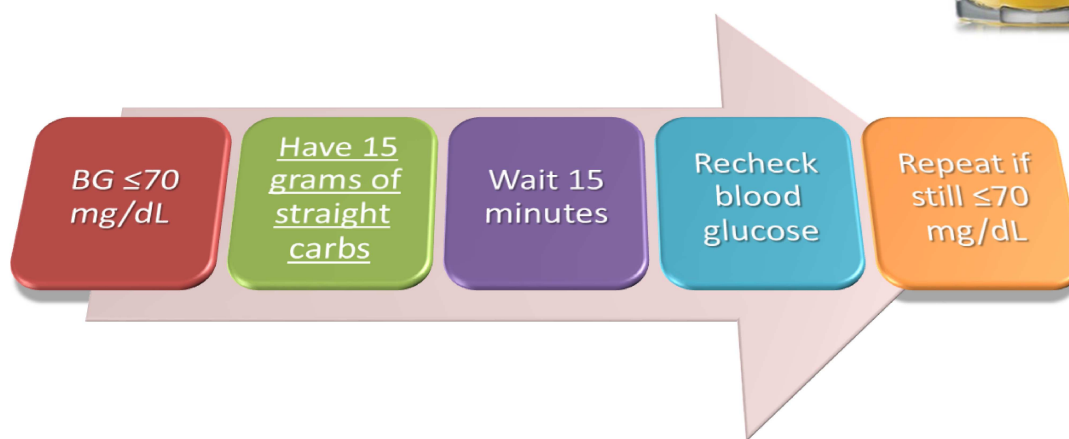 BG ≤70
mg/dL
Have 15
grams of
straight
carbs
Wait 15
minutes
Recheck
blood
glucose
Repeat if
still ≤70
mg/dL